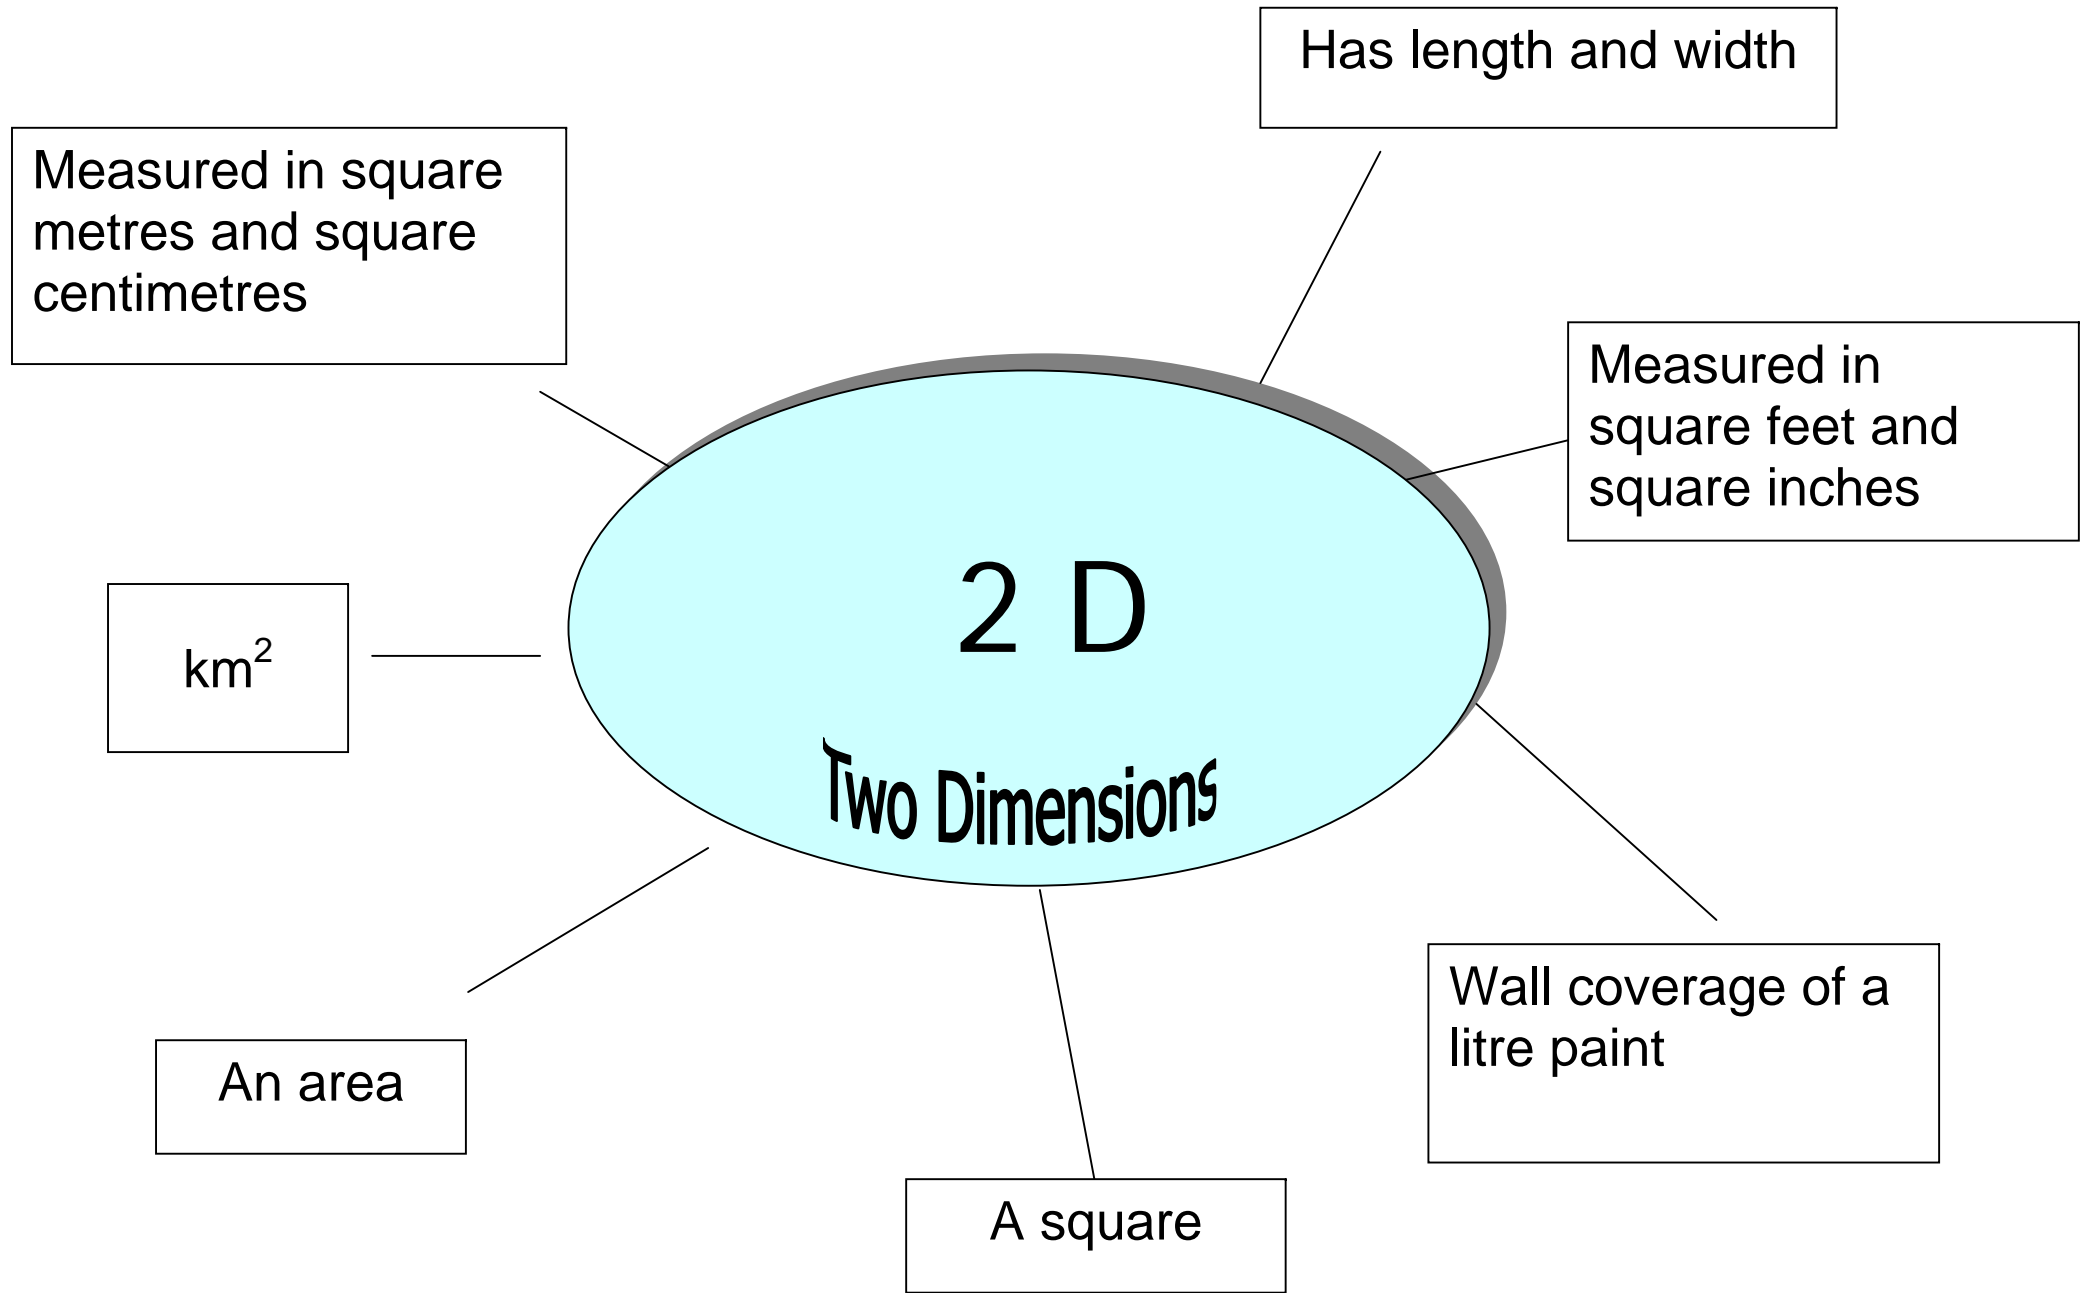 Has length and width
Measured in square
metres and square
centimetres
Measured in
square feet and
square inches
2 D
km²
Two Dimensions
Wall coverage of a
litre paint
An area
A square